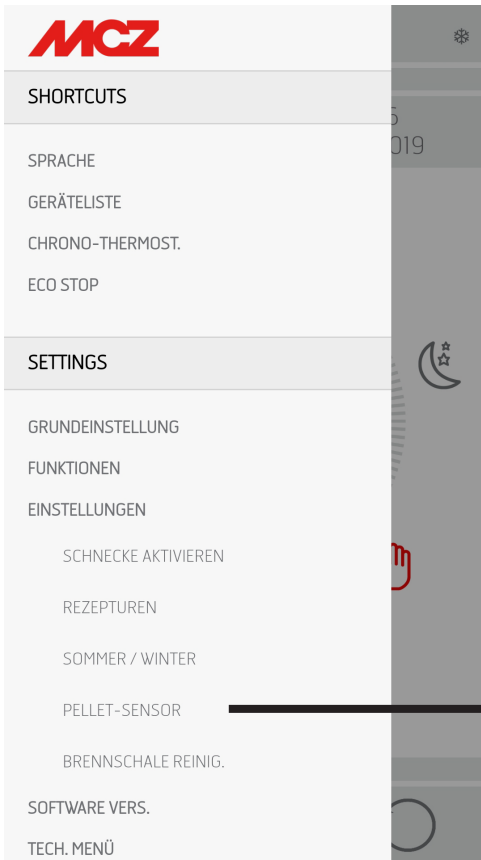 MCZ
SHORTCUTS
SPRACHE
GERÄTELISTE
CHRONO-THERMOST.
ECO STOP
SETTINGS
GRUNDEINSTELLUNG
FUNKTIONEN
EINSTELLUNGEN
SCHNECKE AKTIVIEREN
REZEPTUREN
SOMMER / WINTER
PELLET-SENSOR
BRENNSCHALE REINIG.
SOFTWARE VERS.
TECH. MENÜ
019